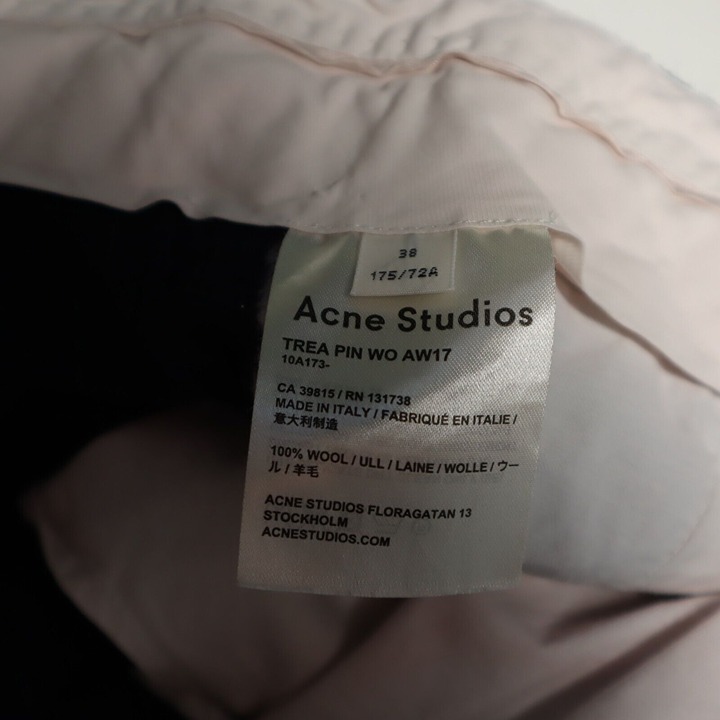 38
175/72A
Acne Studios
TREA PIN WO AW17
10A173-
CA 39815 / RN 131738
MADE IN ITALY / FABRIQUÉ EN ITALIE /
意大利制造
100% WOOL / ULL / LAINE / WOLLE / ウー
ル / 羊毛
ACNE STUDIOS FLORAGATAN 13
STOCKHOLM
ACNESTUDIOS.COM